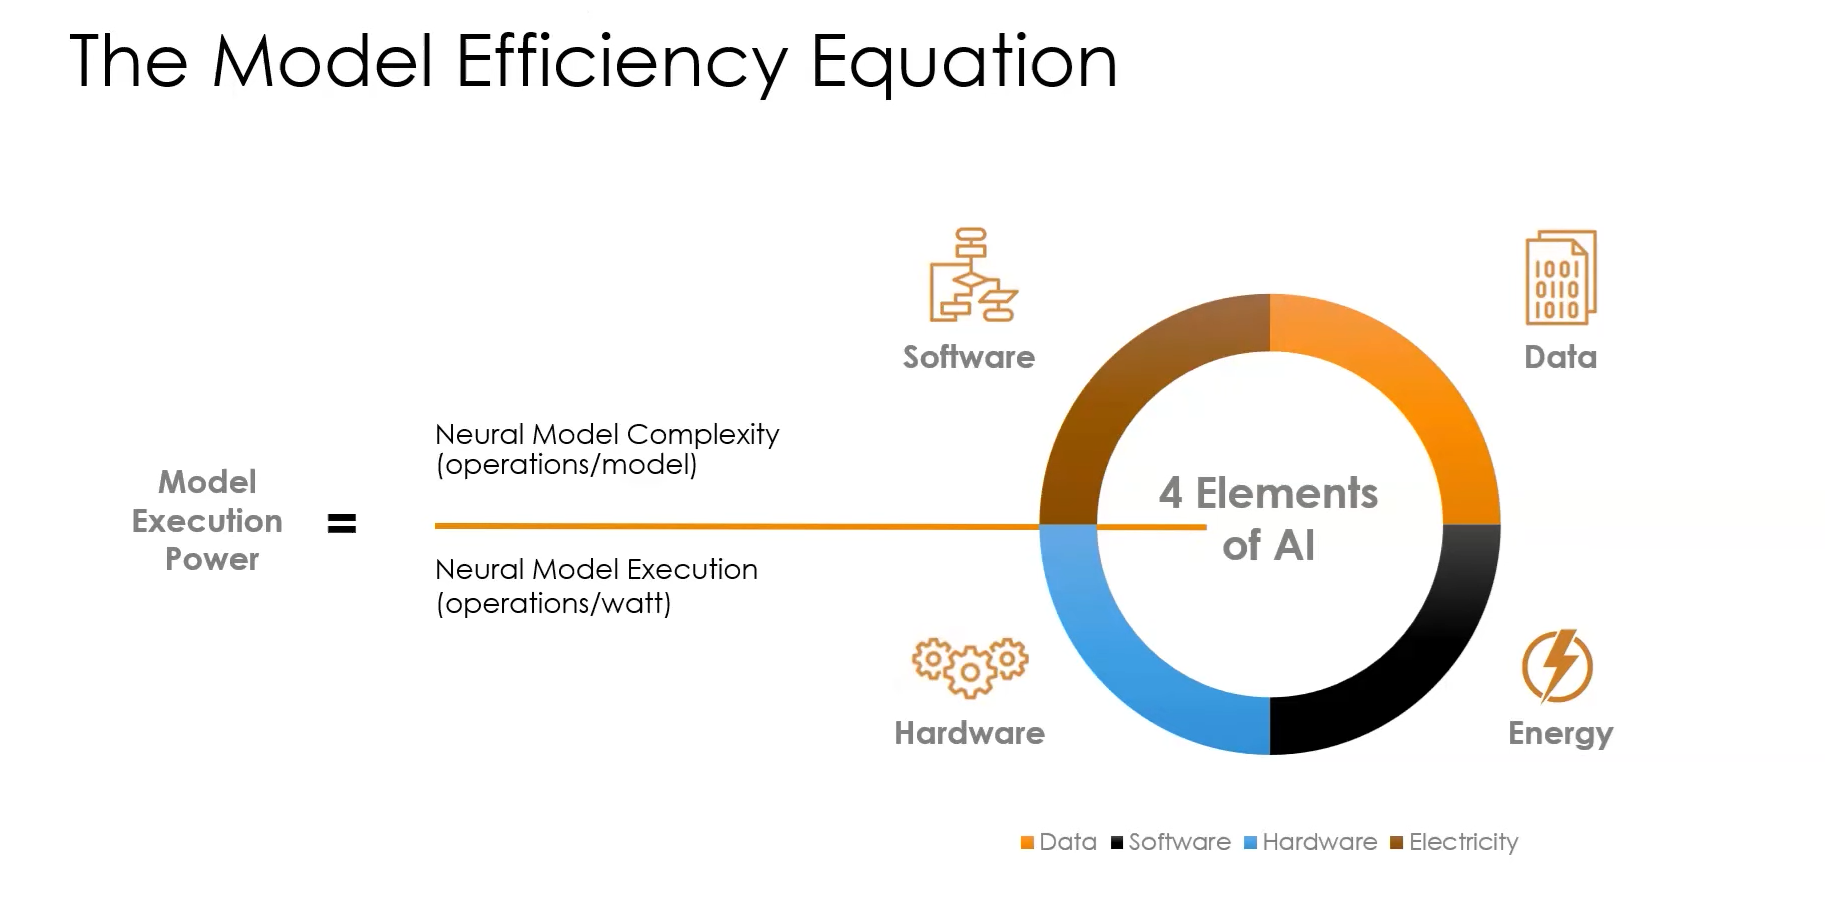 The Model Efficiency Equation
Model
Execution
Power
=
Neural Model Complexity
(operations/model)
Neural Model Execution
(operations/watt)
Software
1001
0110
1010
Data
4 Elements
of AI
Hardware
Energy
Data Software Hardware Electricity